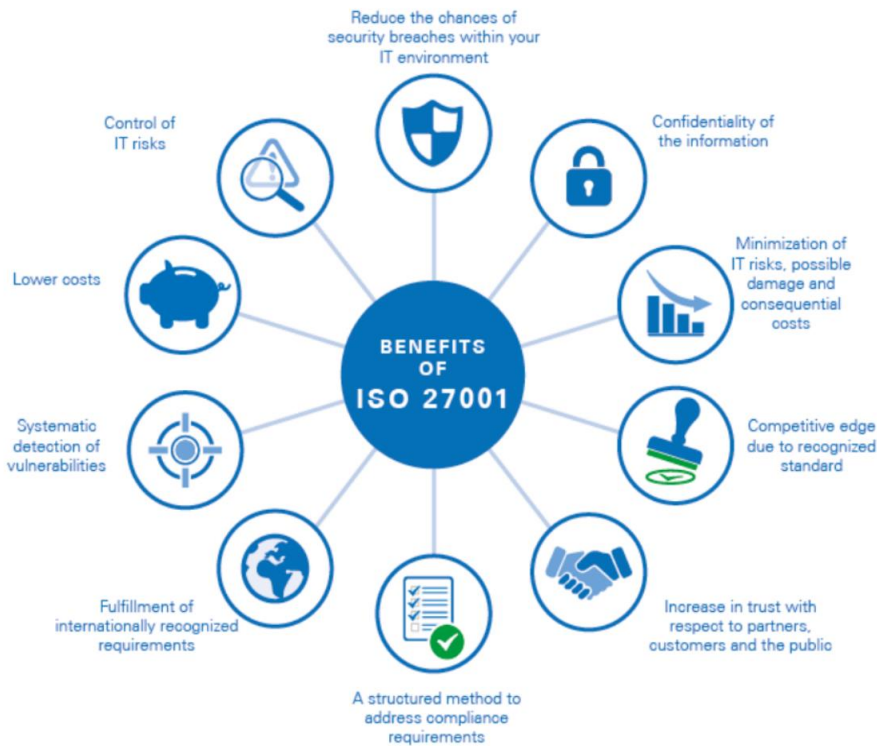 Reduce the chances of
security breaches within your
IT environment
Confidentiality of
the information
Minimization of
IT risks, possible
damage and
consequential
costs
Competitive edge
due to recognized
standard
Increase in trust with
respect to partners,
customers and the public
A structured method to
address compliance
requirements
Fulfillment of
internationally recognized
requirements
Systematic
detection of
vulnerabilities
Lower costs
Control of
IT risks
BENEFITS
OF
ISO 27001